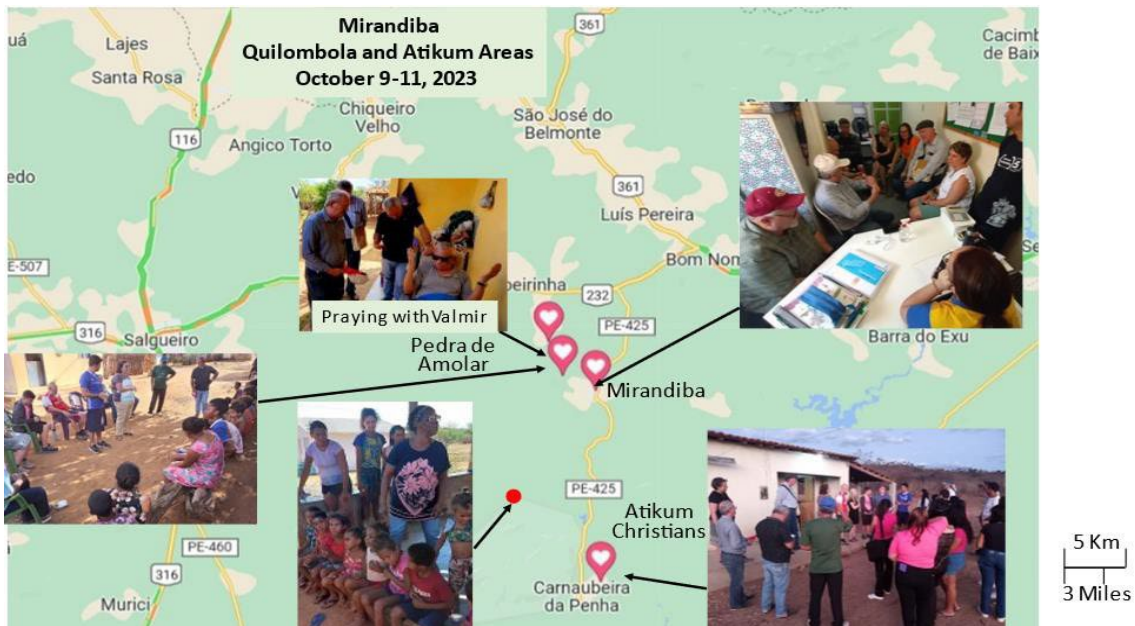 Mirandiba
Quilombola and Atikum Areas
October 9-11, 2023
uá
Lajes
Santa Rosa
Chiqueiro
Velho
Angico Torto
116
361
São José do
Belmonte
Cacimb
de Baix
edo
361
Luís Pereira
PE-507
Bom Nom
Se
beirinha
232
PE-425
316
Salgueiro
Praying with Valmir
Pedra de
Amolar
Mirandiba
Barra do Exu
PE-425
Atikum
Christians
PE-460
316
Murici
Carnaubeira
da Penha
5 Km
3 Miles